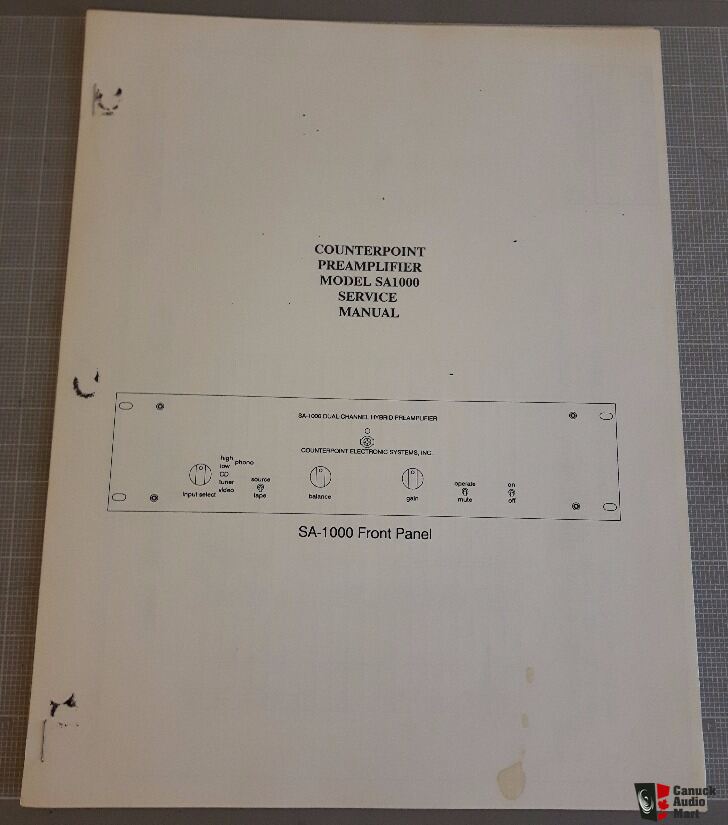 COUNTERPOINT
PREAMPLIFIER
MODEL SA1000
SERVICE
MANUAL
SA-1000 DUAL CHANNEL HYBRID PREAMPLIFIER
COUNTERPOINT ELECTRONIC SYSTEMS, INC.
high
low
phono
CD
tuner
video
input select
source
tape
balance
gain
operate
mute
on
off
SA-1000 Front Panel
Canuck
Audio
Mart